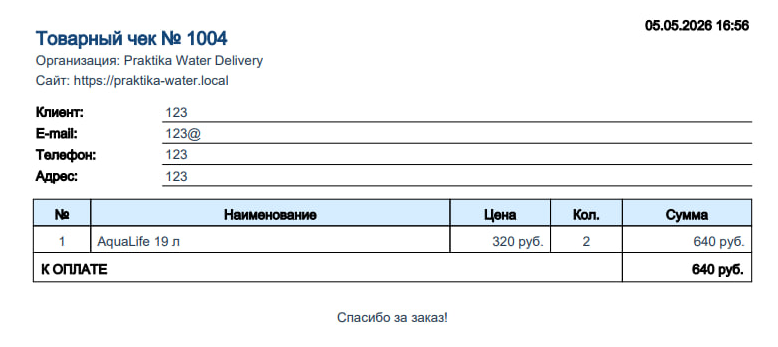 05.05.2026 16:56
Товарный чек № 1004
Организация: Praktika Water Delivery
Сайт: https://praktika-water.local
Клиент: 123
E-mail: 123@
Телефон: 123
Адрес: 123
№ Наименование Цена Кол. Сумма
1 AquaLife 19 л 320 руб. 2 640 руб.
К ОПЛАТЕ 640 руб.
Спасибо за заказ!